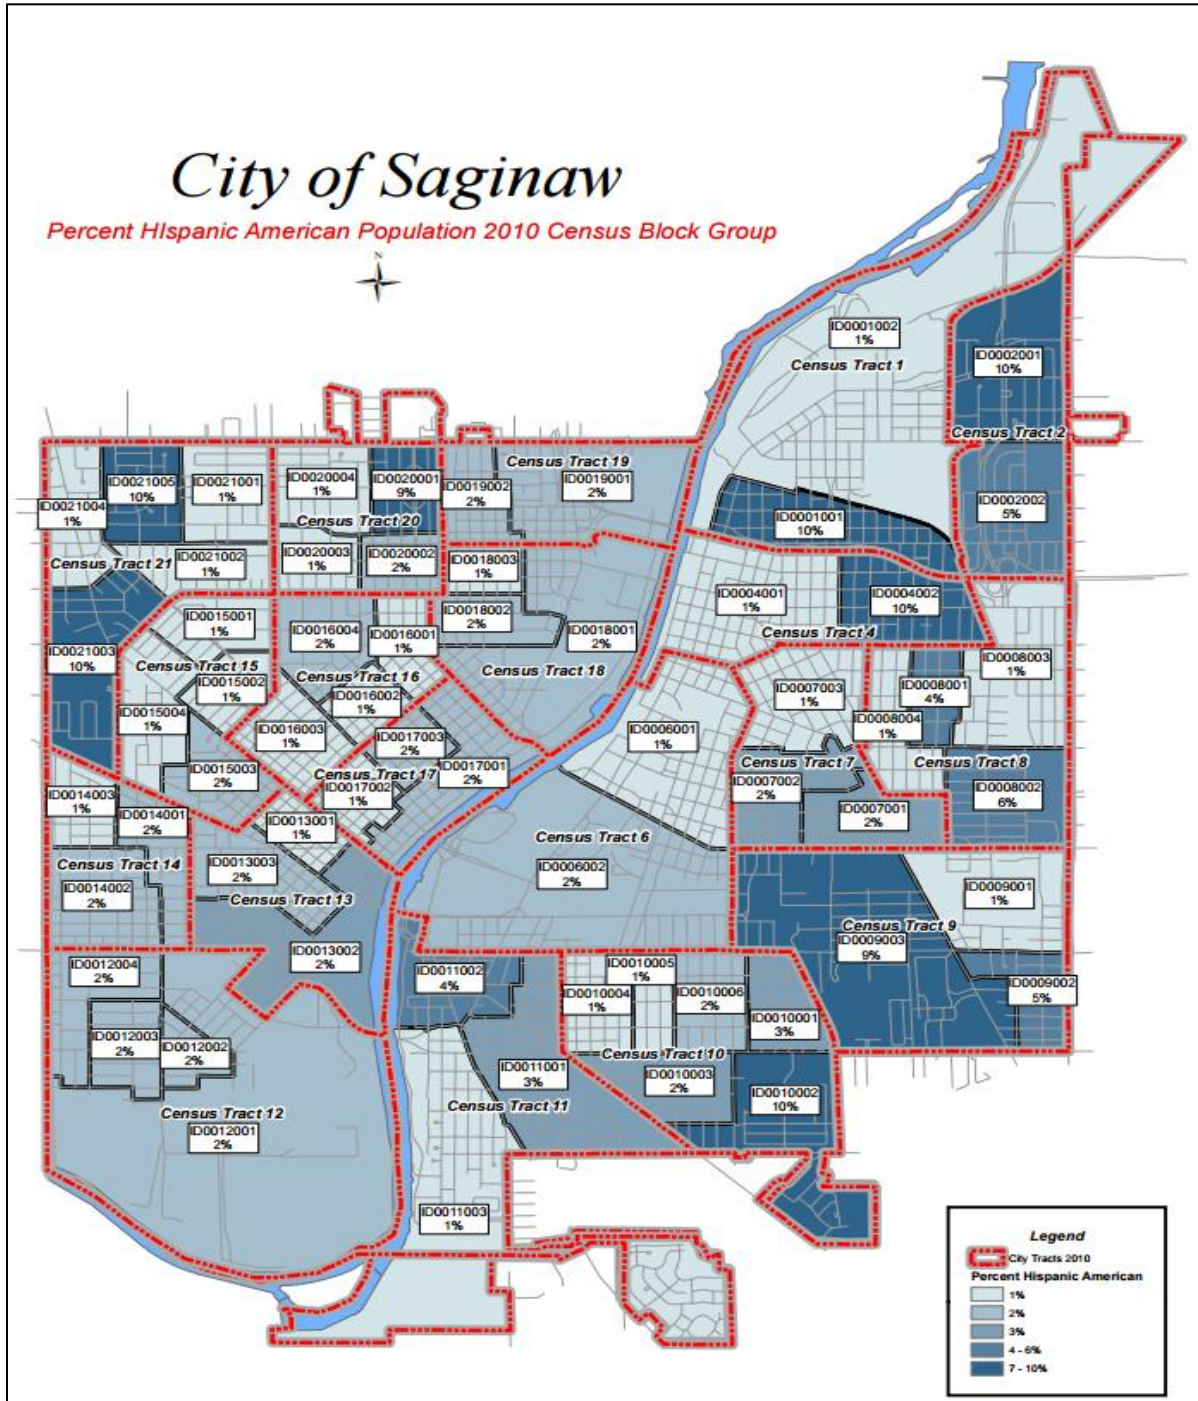 City of Saginaw
Percent HIspanic American Population 2010 Census Block Group
N
ID0001002
1%
Census Tract 1
ID0002001
10%
Census Tract 2
ID0002002
5%
ID0001001
10%
Census Tract 19
ID0019002
2%
ID0019001
2%
ID0021005
10%
ID0021001
1%
ID0021004
1%
ID0020004
1%
ID0020001
9%
Census Tract 20
ID0020003
1%
ID0020002
2%
ID0021002
1%
Census Tract 21
ID0018003
1%
ID0018002
2%
ID0018001
2%
Census Tract 18
ID0004001
1%
ID0004002
10%
Census Tract 4
ID0015001
1%
ID0016004
2%
ID0016001
1%
ID0021003
10%
Census Tract 15
ID0015002
1%
Census Tract 16
ID0016002
1%
ID0015004
1%
ID0016003
1%
ID0017003
2%
ID0015003
2%
Census Tract 17
ID0017001
2%
ID0017002
1%
ID0006001
1%
ID0007003
1%
ID0008001
4%
ID0008003
1%
ID0008004
1%
Census Tract 7
Census Tract 8
ID0007002
2%
ID0008002
6%
ID0007001
2%
ID0014003
1%
ID0014001
2%
ID0013001
1%
Census Tract 14
ID0013003
2%
ID0014002
2%
Census Tract 13
ID0013002
2%
Census Tract 6
ID0006002
2%
ID0009001
1%
Census Tract 9
ID0009003
9%
ID0009002
5%
ID0012004
2%
ID0012003
2%
ID0012002
2%
Census Tract 12
ID0012001
2%
ID0011002
4%
ID0010005
1%
ID0010004
1%
ID0010006
2%
ID0010001
3%
Census Tract 10
ID0010003
2%
ID0010002
10%
ID0011001
3%
Census Tract 11
ID0011003
1%
Legend
City Tracts 2010
Percent Hispanic American
1%
2%
3%
4 - 6%
7 - 10%